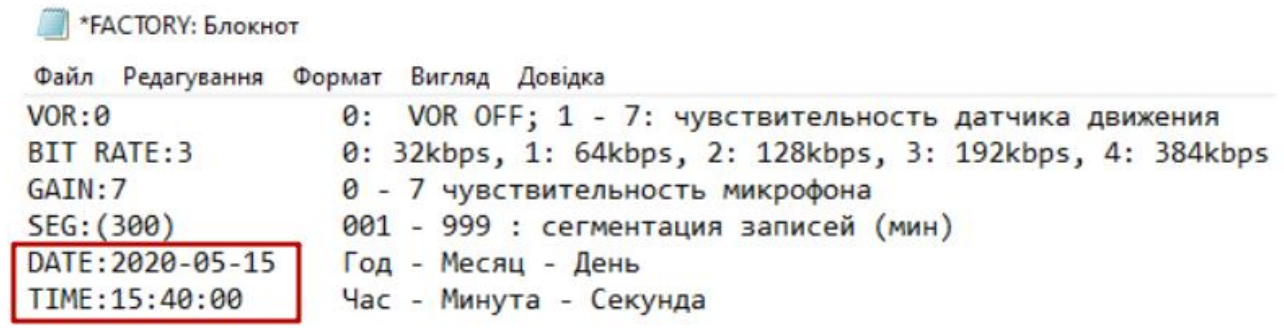 *FACTORY: Блокнот
Файл Редагування Формат Вигляд Довідка
VOR:0 0: VOR OFF; 1 - 7: чувствительность датчика движения
BIT RATE:3 0: 32kbps, 1: 64kbps, 2: 128kbps, 3: 192kbps, 4: 384kbps
GAIN:7 0 - 7 чувствительность микрофона
SEG:(300) 001 - 999 : сегментация записей (мин)
DATE:2020-05-15 Год - Месяц - День
TIME:15:40:00 Час - Минута - Секунда